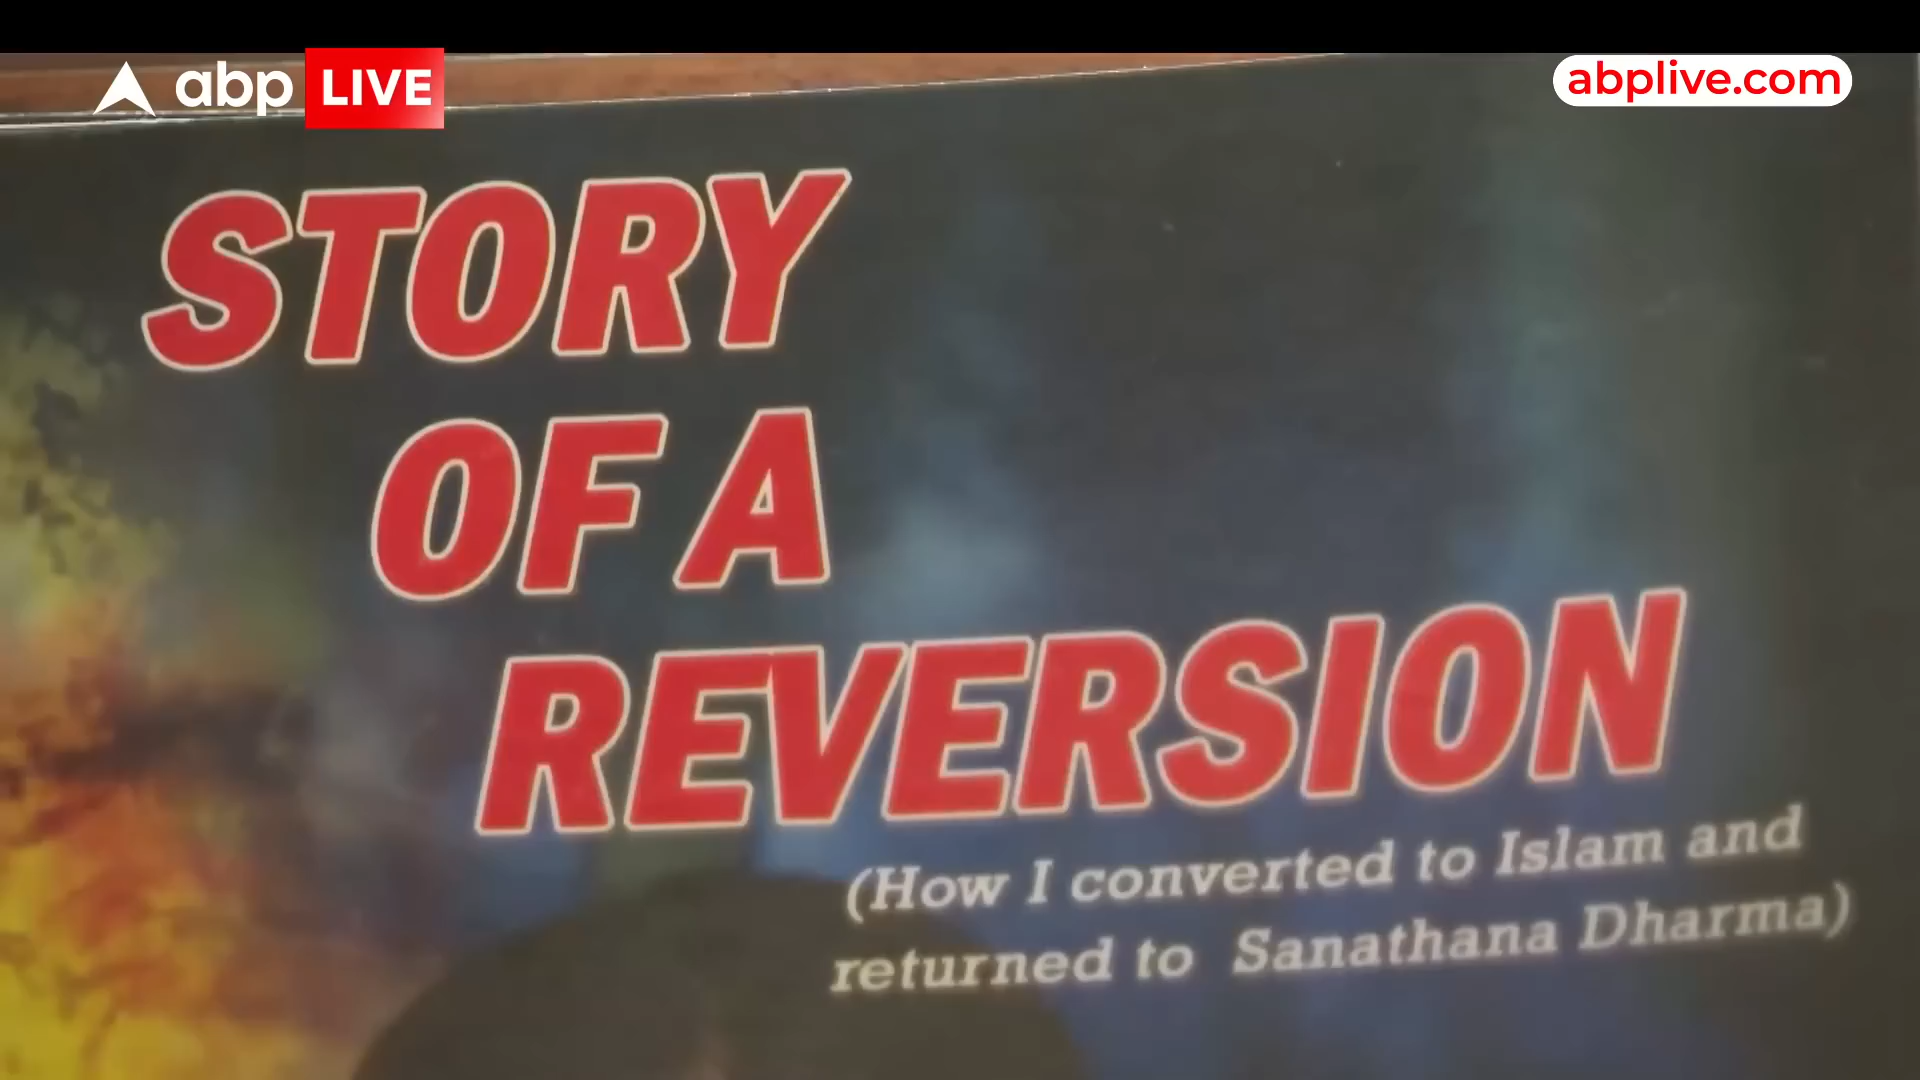 abp LIVE
abplive.com
STORY
OF A
REVERSION
(How I converted to Islam and
returned to Sanathana Dharma)